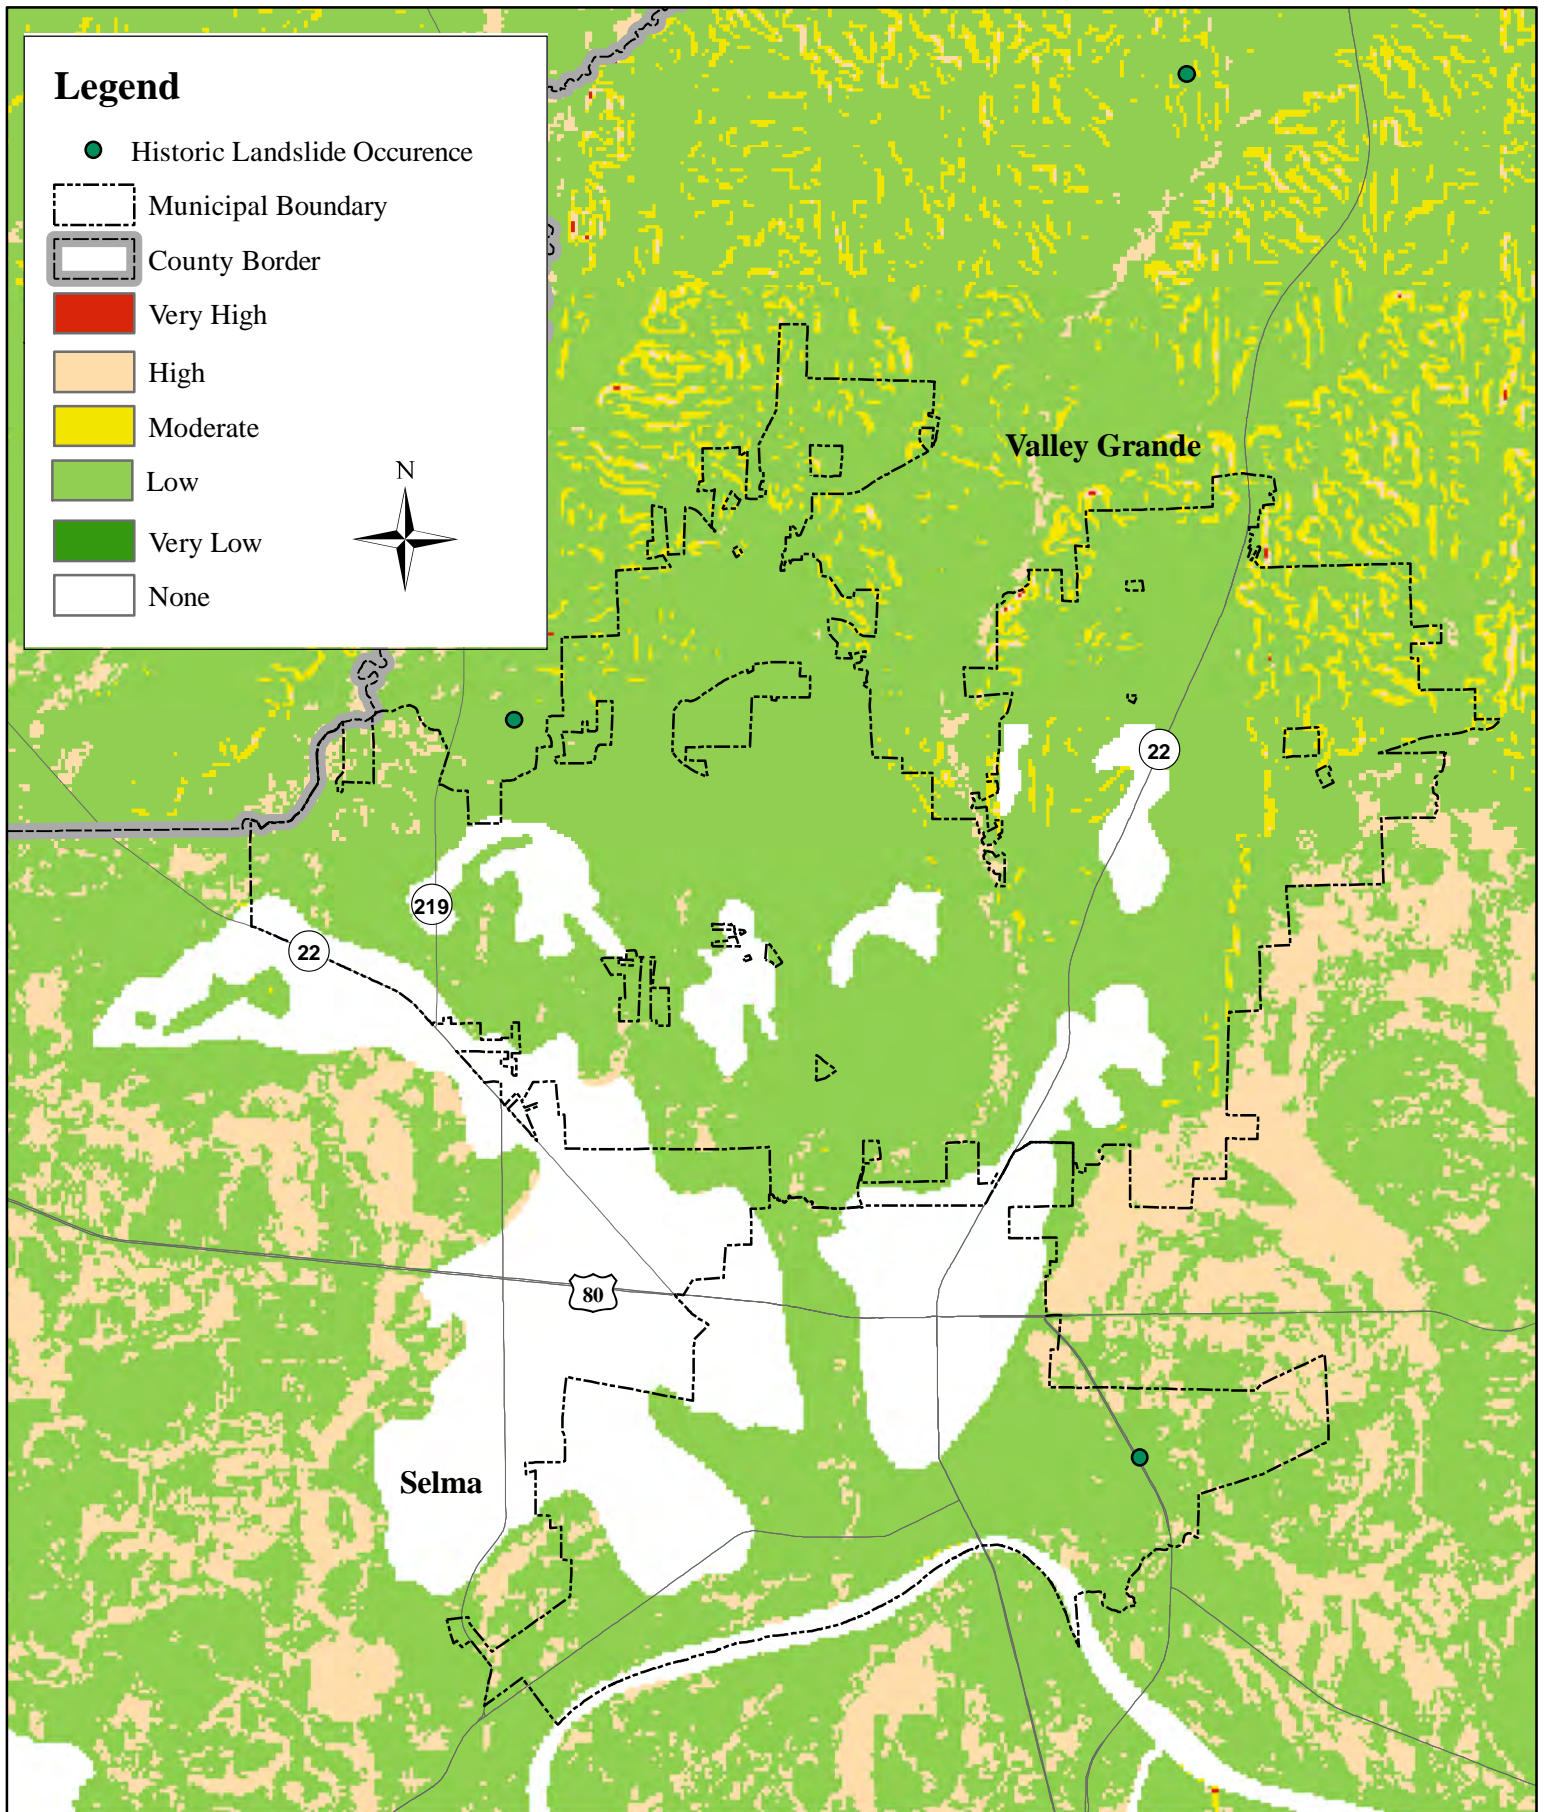 Legend
Historic Landslide Occurence
Municipal Boundary
County Border
Very High
High
Moderate
Low
Very Low
None
N
Valley Grande
22
219
22
80
Selma